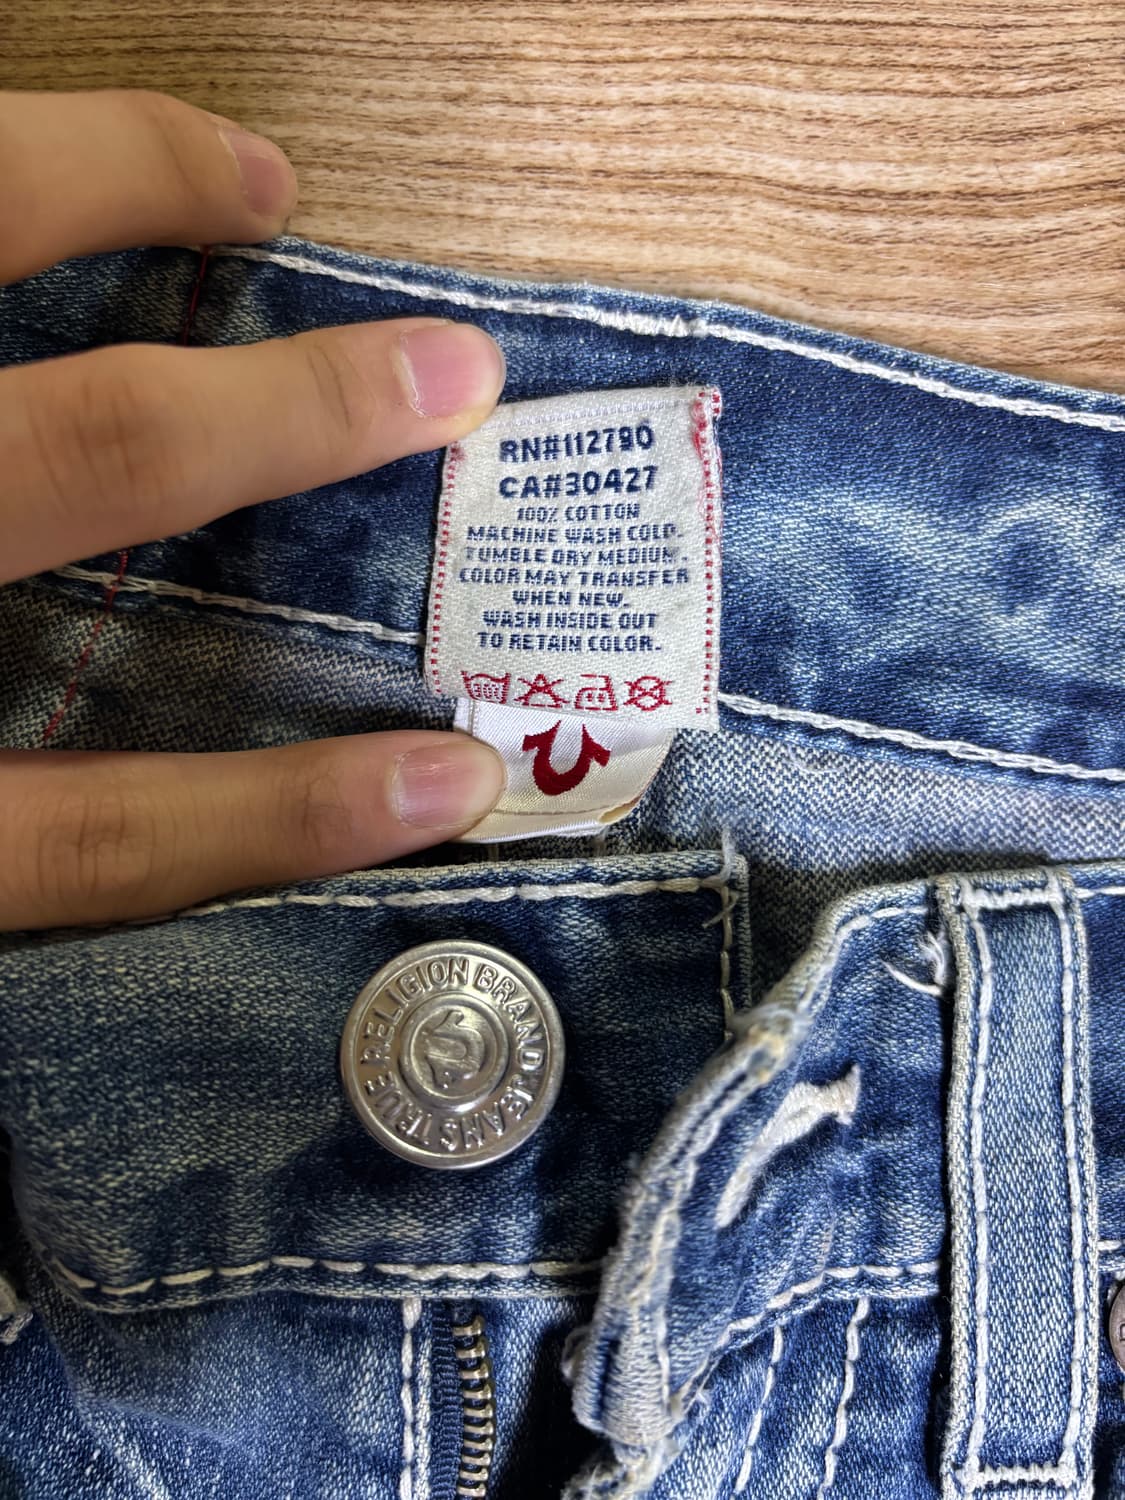 RN#112790
CA#30427
100% COTTON
MACHINE WASH COLD.
TUMBLE DRY MEDIUM.
COLOR MAY TRANSFER
WHEN NEW.
WASH INSIDE OUT
TO RETAIN COLOR.
TRUE RELIGION BRAND JEANS